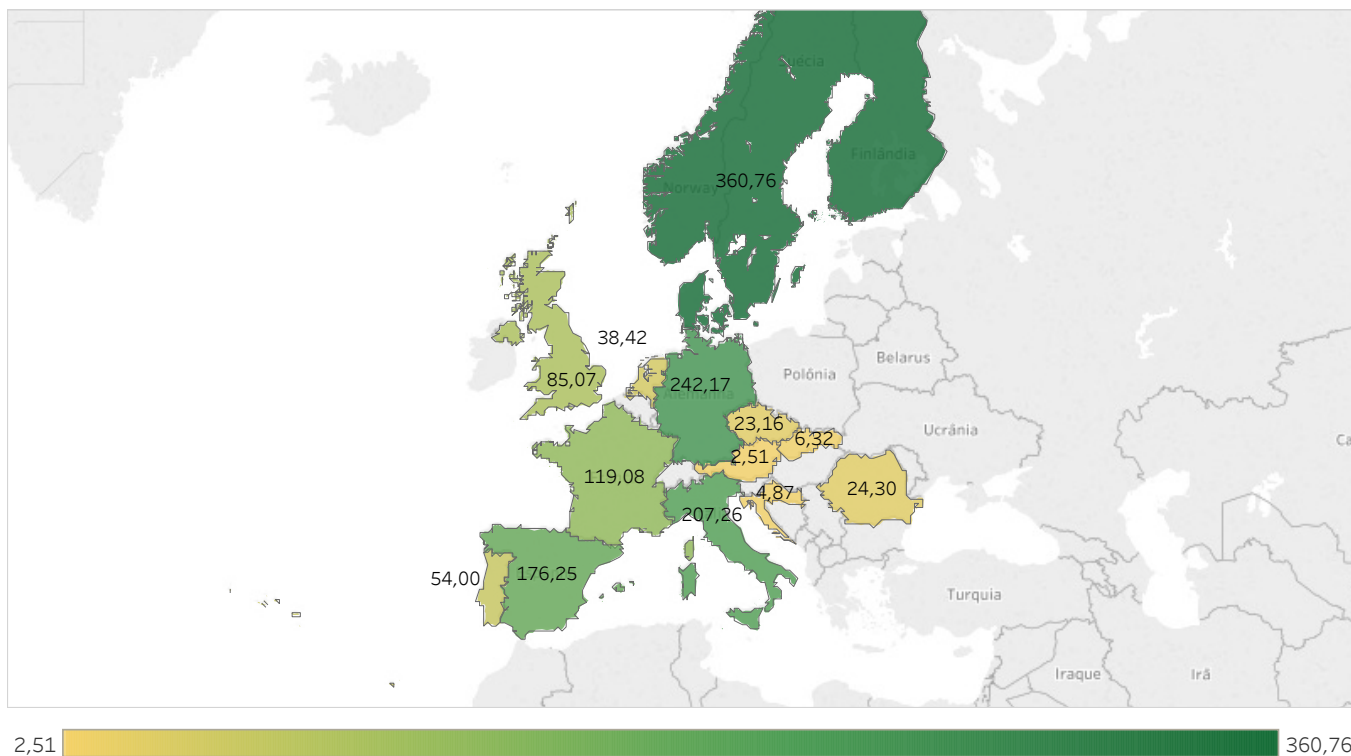 Suécia
Finlândia
Norway
360,76
38,42
Belarus
85,07
242,17
Polônia
Alemanha
23,16
6,32
Ucrânia
2,51
119,08
4,87
24,30
207,26
54,00
176,25
Turquia
Iraque
Irã
Ca
2,51
360,76